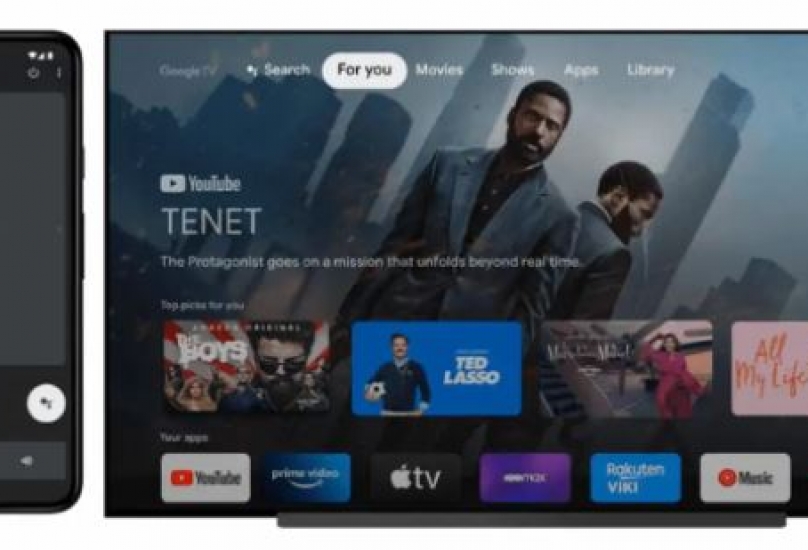 Google TV
Search For you Movies Shows Apps Library
YouTube
TENET
The Protagonist goes on a mission that unfolds beyond real time.
Top picks for you
AMAZON ORIGINAL
THE BOYS
TED
LASSO
All
My Life
Your apps
YouTube
prime video
tv
HBO max
Rakuten
VIKI
Music